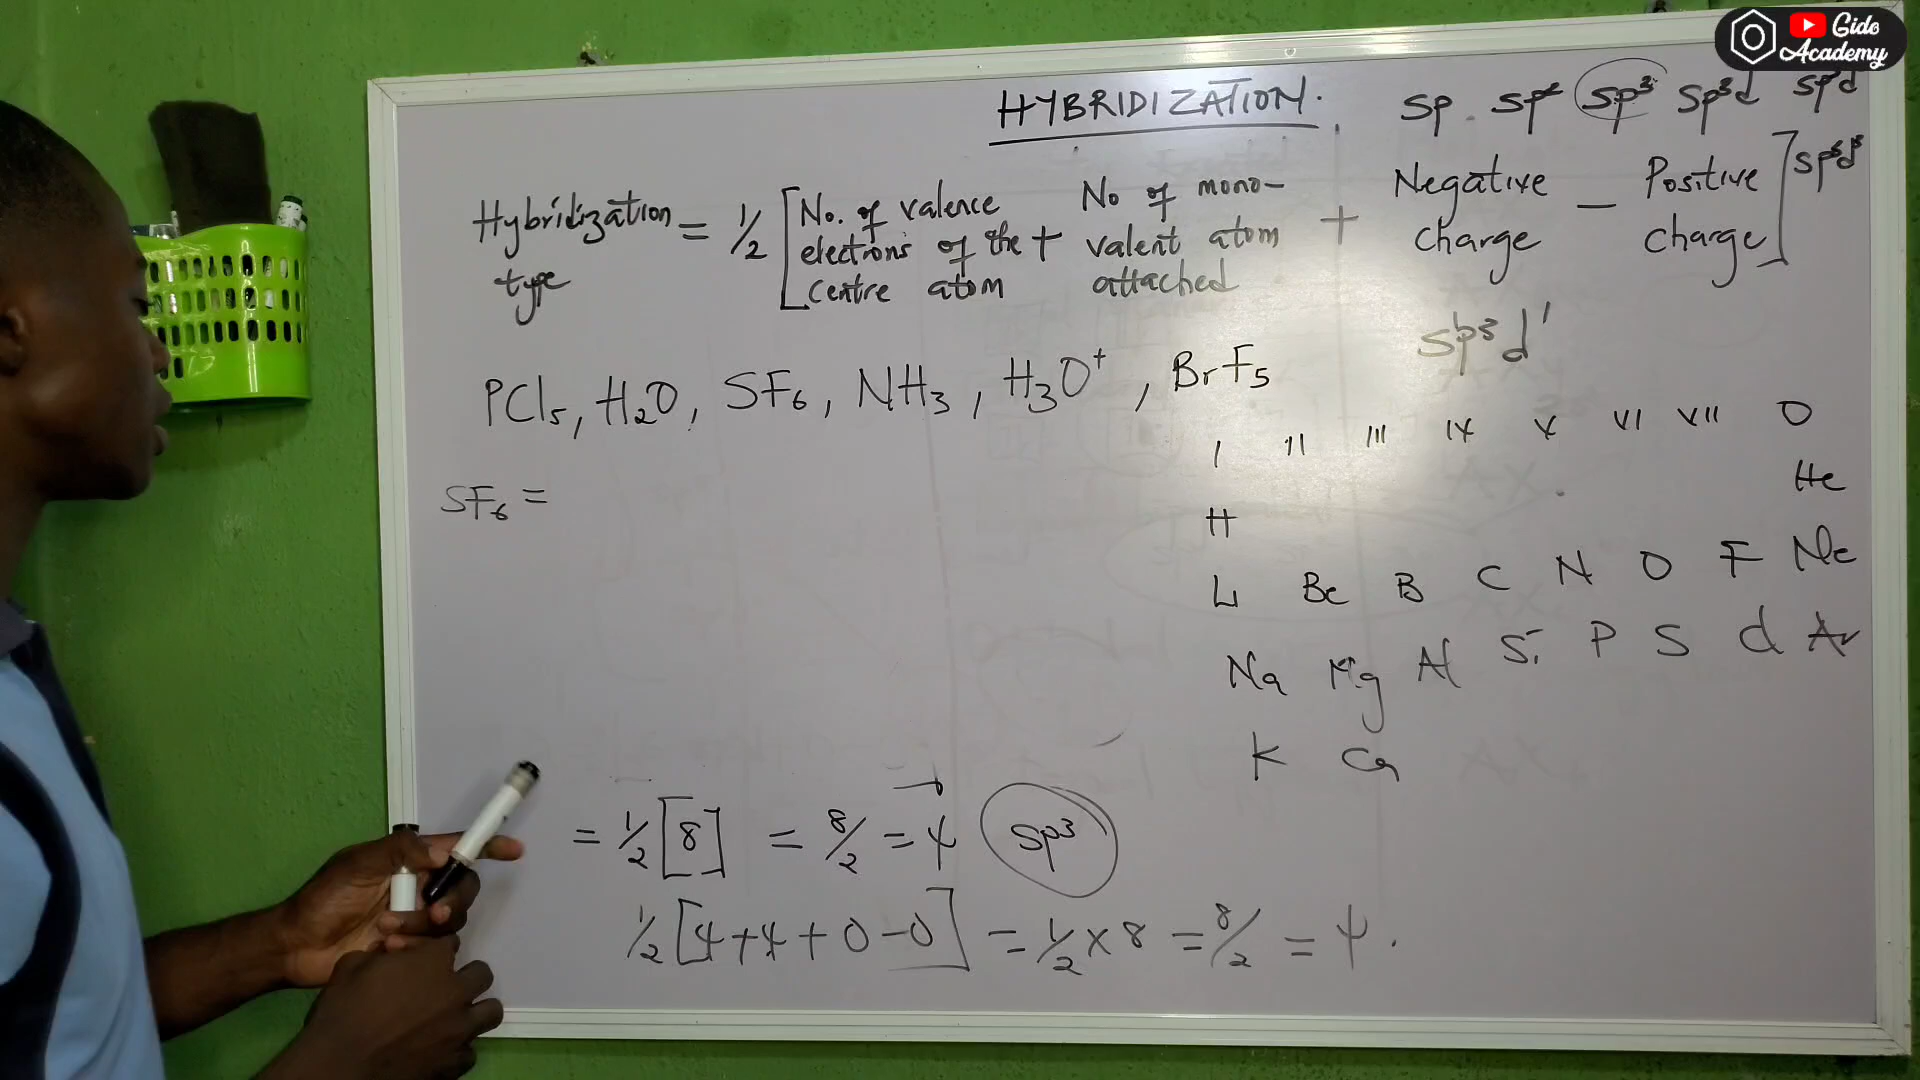 Gido
Academy
HYBRIDIZATION.
sp sp² sp³ sp³d sp³d²
sp³d³
Hybridization type = 1/2 [No. of valence electrons of the centre atom + No of mono-valent atom attached + Negative charge − Positive charge]
sp³d¹
PCl₅, H₂O, SF₆, NH₃, H₃O⁺, BrF₅
I II III IV V VI VII O
He
SF₆ =
H
Li Be B C N O F Ne
Na Mg Al Si P S Cl Ar
K Ca
= 1/2 [8] = 8/2 = 4 sp³
1/2 [4+4+0−0] = 1/2 × 8 = 8/2 = 4.